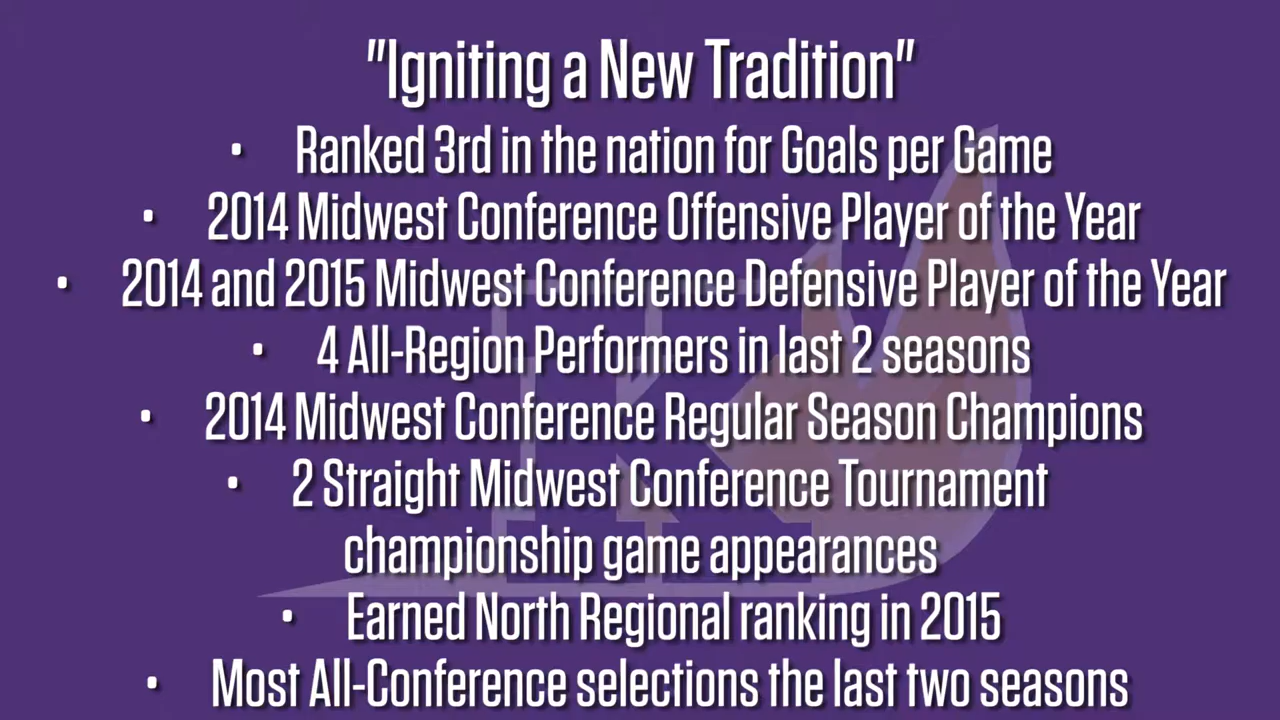 "Igniting a New Tradition"
• Ranked 3rd in the nation for Goals per Game
• 2014 Midwest Conference Offensive Player of the Year
• 2014 and 2015 Midwest Conference Defensive Player of the Year
• 4 All-Region Performers in last 2 seasons
• 2014 Midwest Conference Regular Season Champions
• 2 Straight Midwest Conference Tournament
championship game appearances
• Earned North Regional ranking in 2015
• Most All-Conference selections the last two seasons